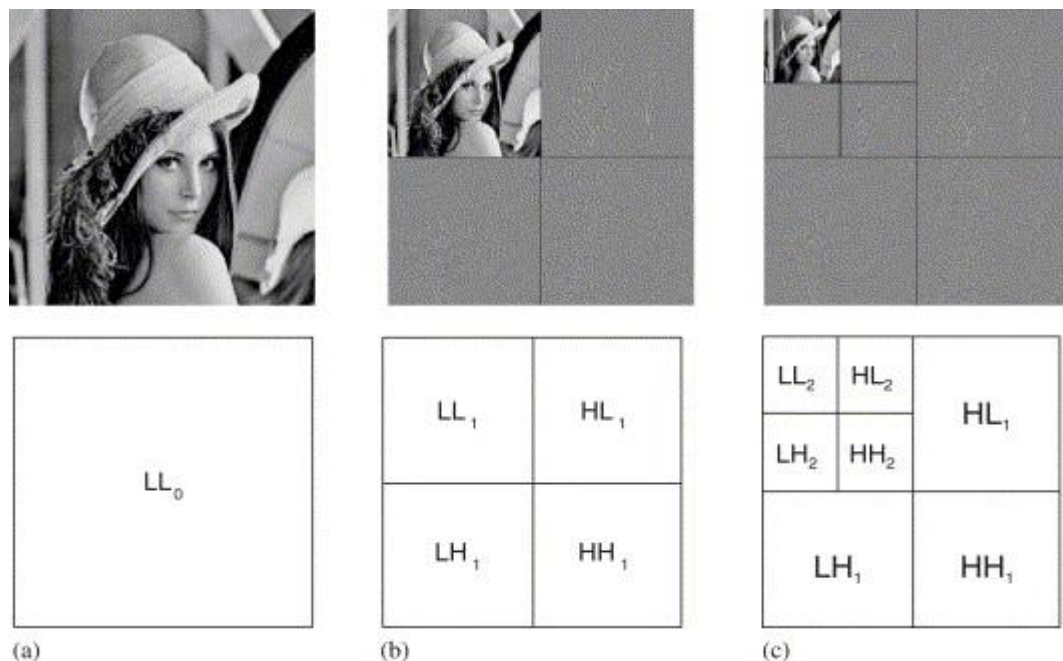 LL₀
LL₁ HL₁
LH₁ HH₁
LL₂ HL₂
LH₂ HH₂
HL₁
LH₁ HH₁
(a) (b) (c)